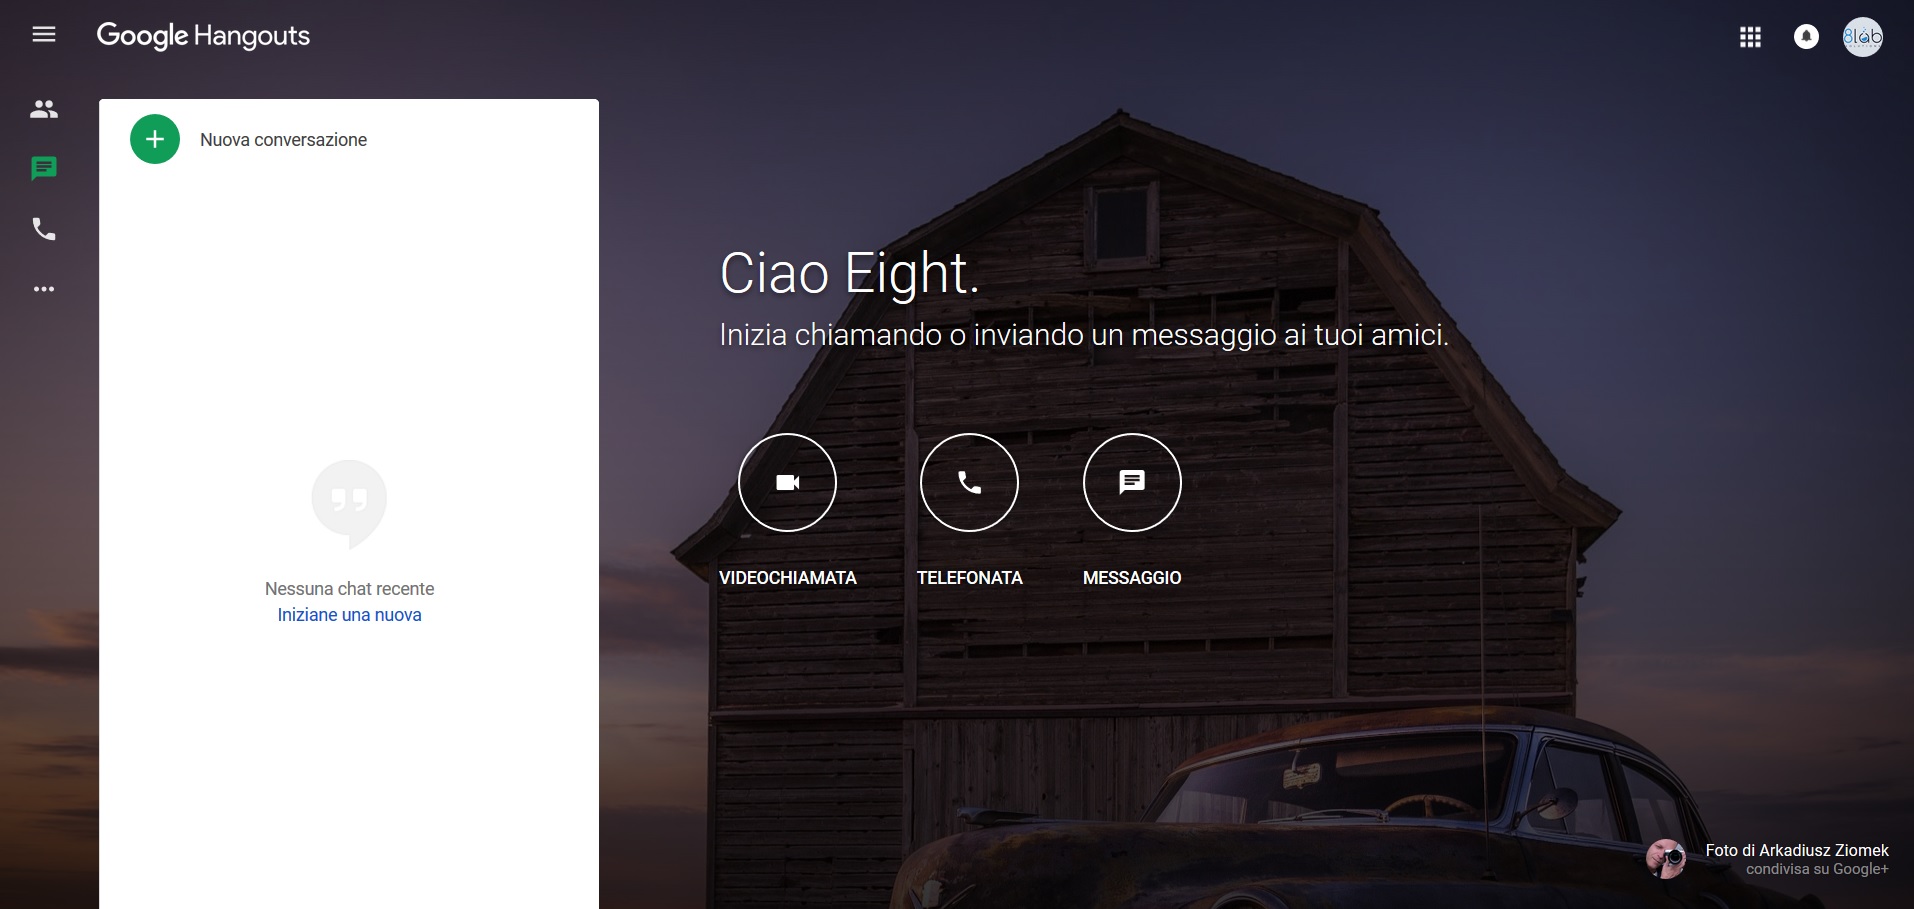 Google Hangouts
8lab
Nuova conversazione
Ciao Eight.
Inizia chiamando o inviando un messaggio ai tuoi amici.
VIDEOCHIAMATA
TELEFONATA
MESSAGGIO
Nessuna chat recente
Iniziane una nuova
Foto di Arkadiusz Ziomek
condivisa su Google+